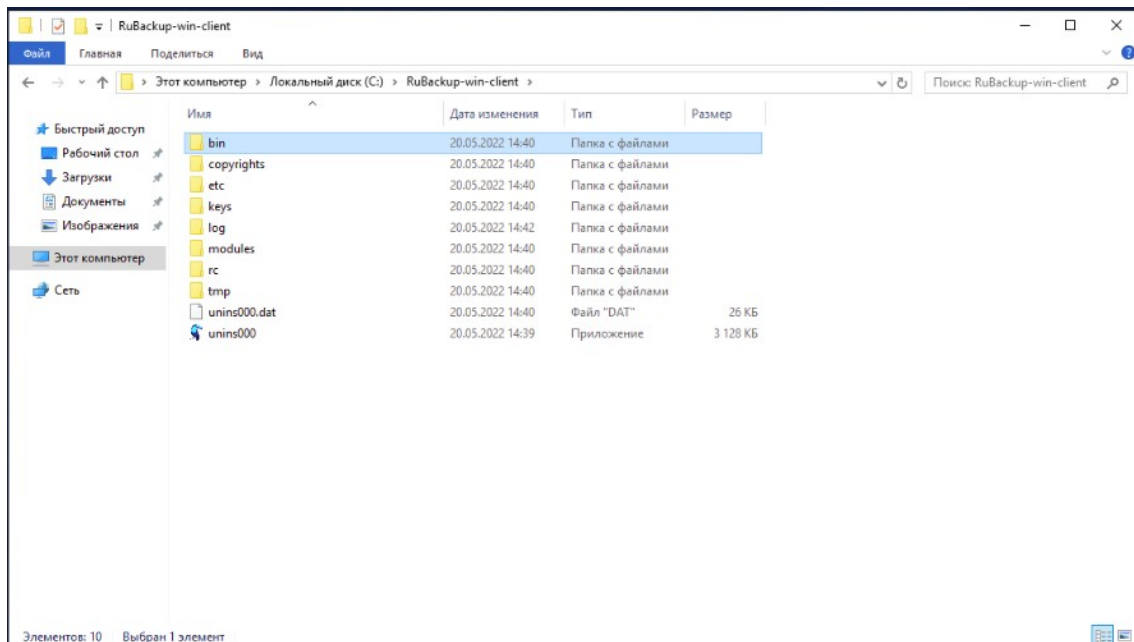 RuBackup-win-client
Файл Главная Поделиться Вид
Этот компьютер > Локальный диск (C:) > RuBackup-win-client >
Поиск: RuBackup-win-client
Быстрый доступ
Рабочий стол
Загрузки
Документы
Изображения
Этот компьютер
Сеть
Имя Дата изменения Тип Размер
bin 20.05.2022 14:40 Папка с файлами
copyrights 20.05.2022 14:40 Папка с файлами
etc 20.05.2022 14:40 Папка с файлами
keys 20.05.2022 14:40 Папка с файлами
log 20.05.2022 14:42 Папка с файлами
modules 20.05.2022 14:40 Папка с файлами
rc 20.05.2022 14:40 Папка с файлами
tmp 20.05.2022 14:40 Папка с файлами
unins000.dat 20.05.2022 14:40 Файл "DAT" 26 КБ
unins000 20.05.2022 14:39 Приложение 3 128 КБ
Элементов: 10 Выбран 1 элемент